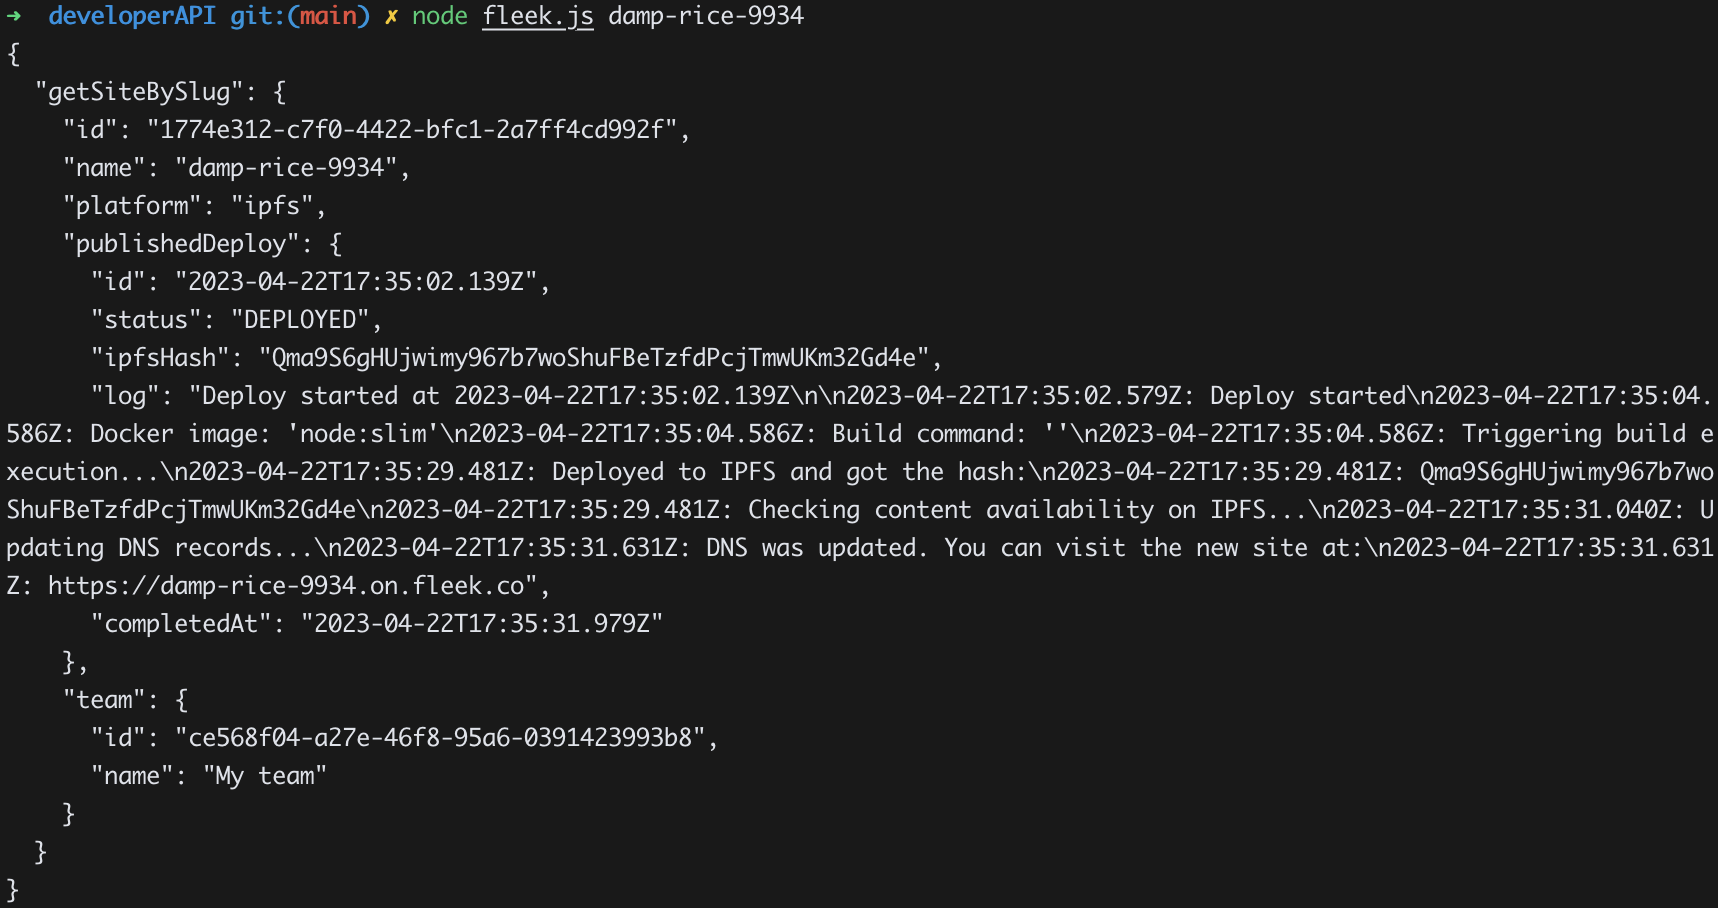 ➜  developerAPI git:(main) ✗ node fleek.js damp-rice-9934
{
  "getSiteBySlug": {
    "id": "1774e312-c7f0-4422-bfc1-2a7ff4cd992f",
    "name": "damp-rice-9934",
    "platform": "ipfs",
    "publishedDeploy": {
      "id": "2023-04-22T17:35:02.139Z",
      "status": "DEPLOYED",
      "ipfsHash": "Qma9S6gHUjwimy967b7woShuFBeTzfdPcjTmwUKm32Gd4e",
      "log": "Deploy started at 2023-04-22T17:35:02.139Z\n\n2023-04-22T17:35:02.579Z: Deploy started\n2023-04-22T17:35:04.
586Z: Docker image: 'node:slim'\n2023-04-22T17:35:04.586Z: Build command: ''\n2023-04-22T17:35:04.586Z: Triggering build e
xecution...\n2023-04-22T17:35:29.481Z: Deployed to IPFS and got the hash:\n2023-04-22T17:35:29.481Z: Qma9S6gHUjwimy967b7wo
ShuFBeTzfdPcjTmwUKm32Gd4e\n2023-04-22T17:35:29.481Z: Checking content availability on IPFS...\n2023-04-22T17:35:31.040Z: U
pdating DNS records...\n2023-04-22T17:35:31.631Z: DNS was updated. You can visit the new site at:\n2023-04-22T17:35:31.631
Z: https://damp-rice-9934.on.fleek.co",
      "completedAt": "2023-04-22T17:35:31.979Z"
    },
    "team": {
      "id": "ce568f04-a27e-46f8-95a6-0391423993b8",
      "name": "My team"
    }
  }
}